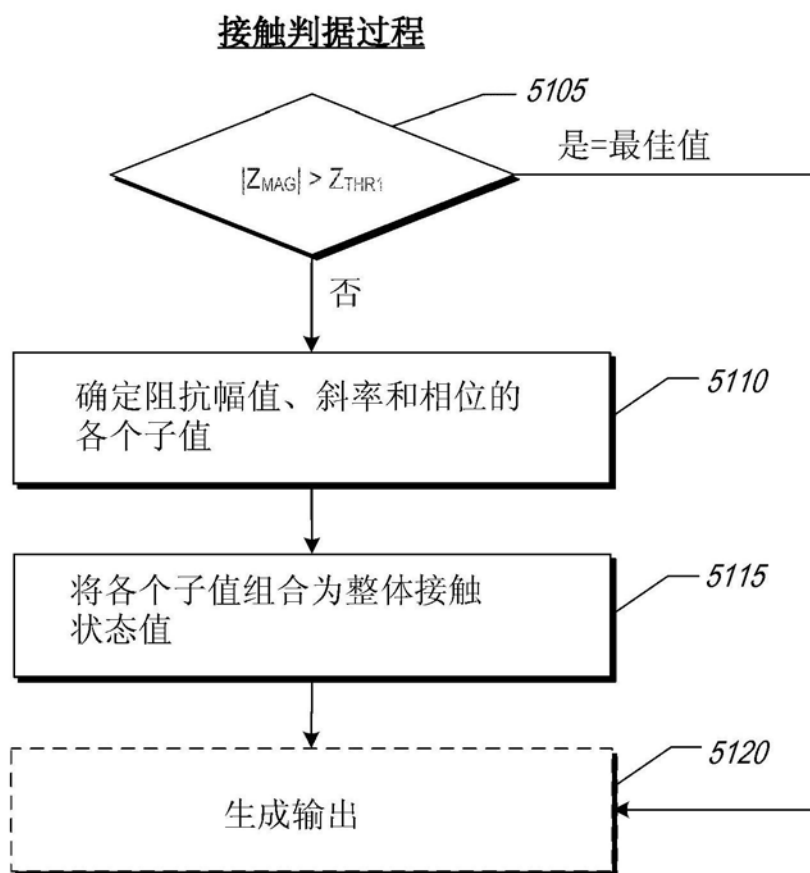 接触判据过程
5105
是=最佳值
|Z_MAG| > Z_THR1
否
确定阻抗幅值、斜率和相位的
各个子值
5110
将各个子值组合为整体接触
状态值
5115
5120
生成输出